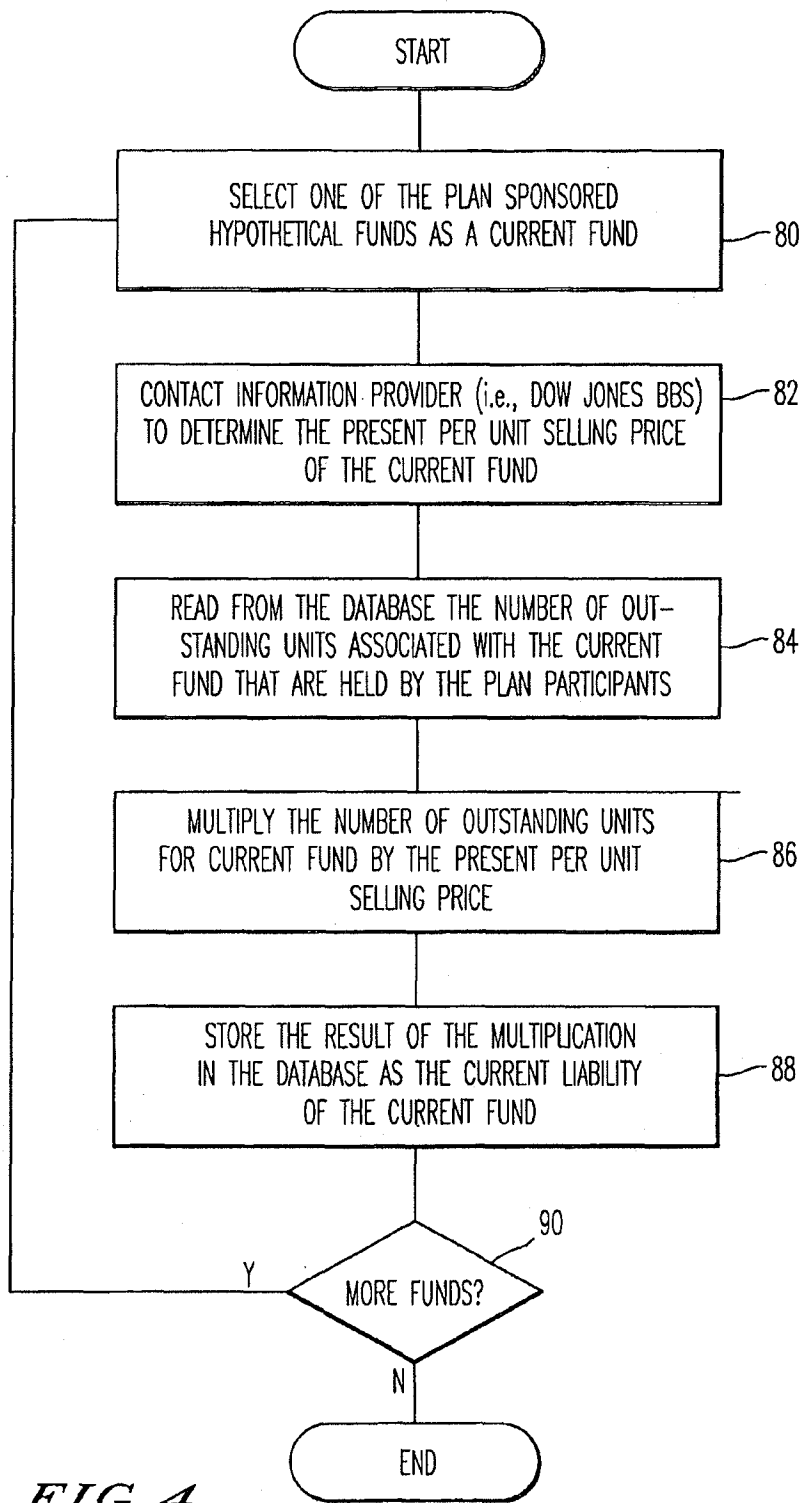 START
SELECT ONE OF THE PLAN SPONSORED
HYPOTHETICAL FUNDS AS A CURRENT FUND
80
CONTACT INFORMATION PROVIDER (i.e., DOW JONES BBS)
TO DETERMINE THE PRESENT PER UNIT SELLING PRICE
OF THE CURRENT FUND
82
READ FROM THE DATABASE THE NUMBER OF OUT-
STANDING UNITS ASSOCIATED WITH THE CURRENT
FUND THAT ARE HELD BY THE PLAN PARTICIPANTS
84
MULTIPLY THE NUMBER OF OUTSTANDING UNITS
FOR CURRENT FUND BY THE PRESENT PER UNIT
SELLING PRICE
86
STORE THE RESULT OF THE MULTIPLICATION
IN THE DATABASE AS THE CURRENT LIABILITY
OF THE CURRENT FUND
88
90
Y
MORE FUNDS?
N
END
FIG. 4